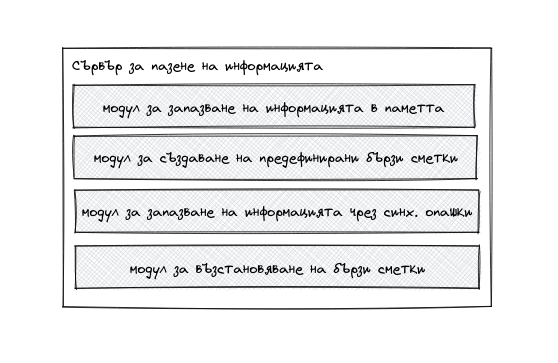 Сървър за пазене на информацията
модул за запазване на информацията в паметта
модул за създаване на предефинирани бързи сметки
модул за запазване на информацията чрез синх. опашки
модул за възстановяване на бързи сметки